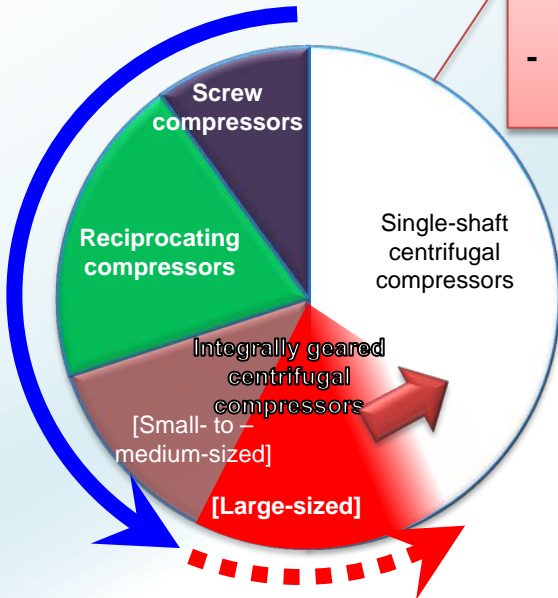 -
Screw
compressors
Single-shaft
centrifugal
compressors
Reciprocating
compressors
Integrally geared
centrifugal
compressors
[Small- to –
medium-sized]
[Large-sized]